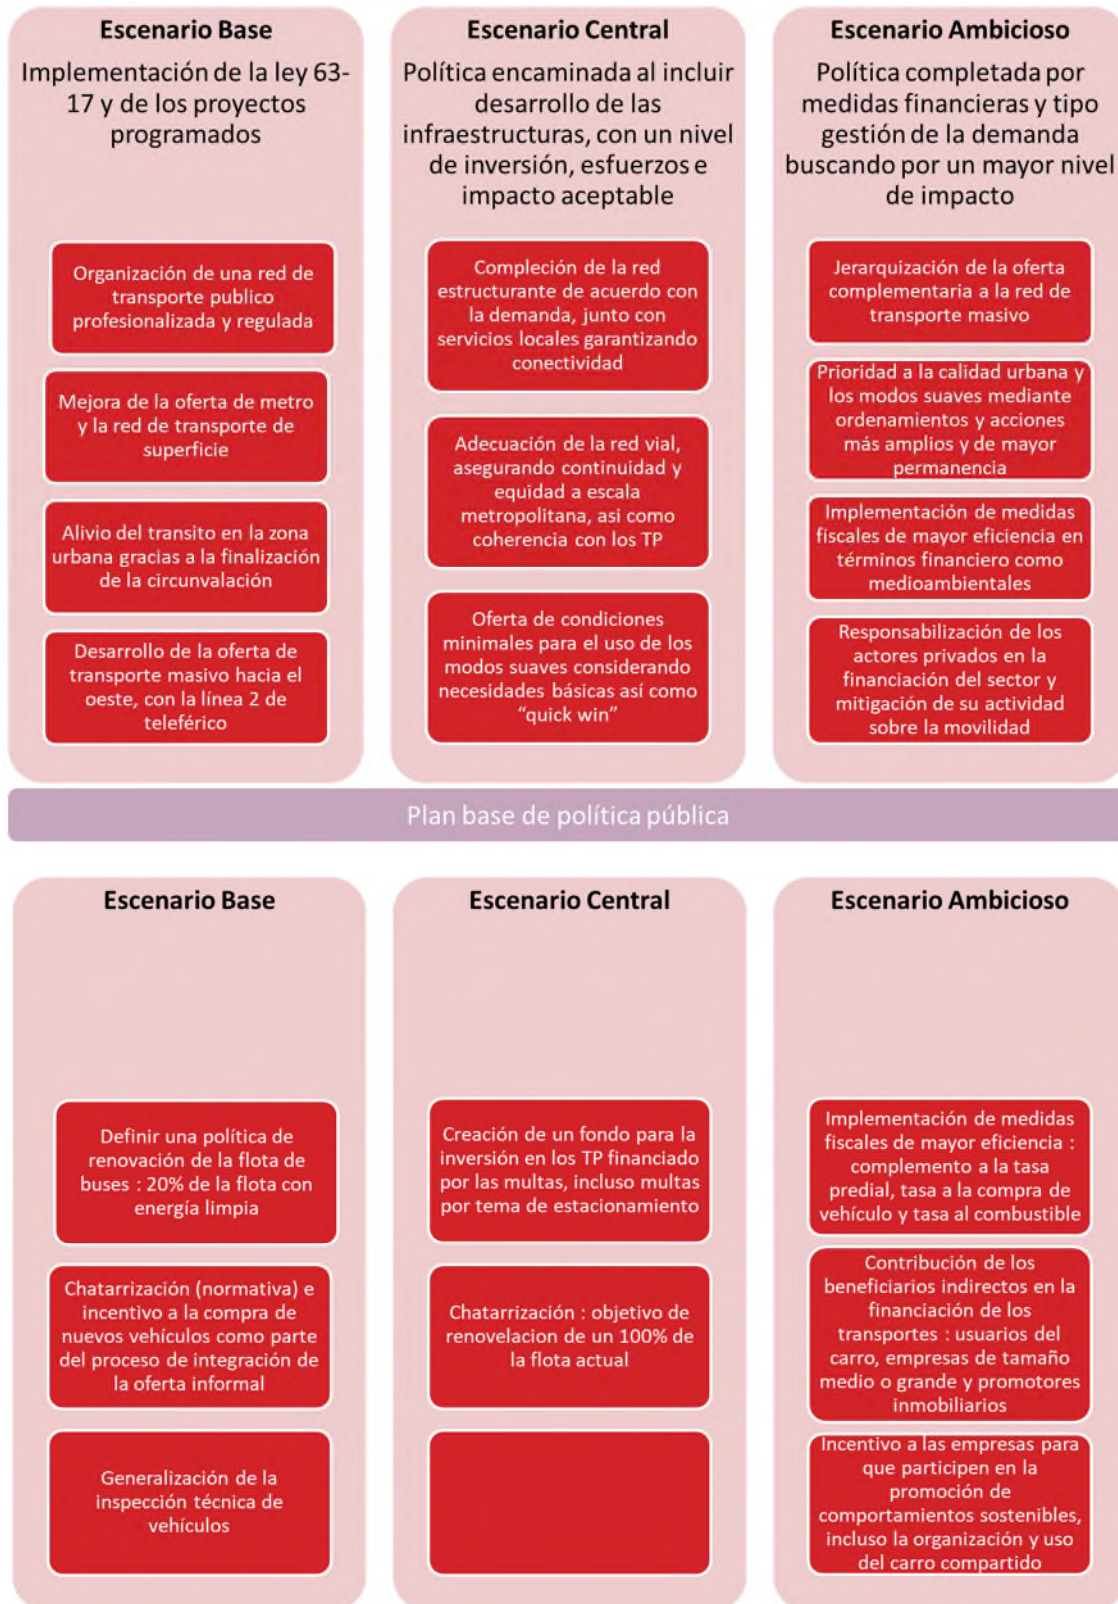 Escenario Base
Implementación de la ley 63-
17 y de los proyectos
programados
Organización de una red de
transporte publico
profesionalizada y regulada
Mejora de la oferta de metro
y la red de transporte de
superficie
Alivio del transito en la zona
urbana gracias a la finalización
de la circunvalación
Desarrollo de la oferta de
transporte masivo hacia el
oeste, con la línea 2 de
teleférico
Escenario Central
Política encaminada al incluir
desarrollo de las
infraestructuras, con un nivel
de inversión, esfuerzos e
impacto aceptable
Compleción de la red
estructurante de acuerdo con
la demanda, junto con
servicios locales garantizando
conectividad
Adecuación de la red vial,
asegurando continuidad y
equidad a escala
metropolitana, asi como
coherencia con los TP
Oferta de condiciones
minimales para el uso de los
modos suaves considerando
necesidades básicas así como
“quick win”
Escenario Ambicioso
Política completada por
medidas financieras y tipo
gestión de la demanda
buscando por un mayor nivel
de impacto
Jerarquización de la oferta
complementaria a la red de
transporte masivo
Prioridad a la calidad urbana y
los modos suaves mediante
ordenamientos y acciones
más amplios y de mayor
permanencia
Implementación de medidas
fiscales de mayor eficiencia en
términos financiero como
medioambientales
Responsabilización de los
actores privados en la
financiación del sector y
mitigación de su actividad
sobre la movilidad
Plan base de política pública
Escenario Base
Definir una política de
renovación de la flota de
buses : 20% de la flota con
energía limpia
Chatarrización (normativa) e
incentivo a la compra de
nuevos vehículos como parte
del proceso de integración de
la oferta informal
Generalización de la
inspección técnica de
vehículos
Escenario Central
Creación de un fondo para la
inversión en los TP financiado
por las multas, incluso multas
por tema de estacionamiento
Chatarrización : objetivo de
renovelacion de un 100% de
la flota actual
Escenario Ambicioso
Implementación de medidas
fiscales de mayor eficiencia :
complemento a la tasa
predial, tasa a la compra de
vehículo y tasa al combustible
Contribución de los
beneficiarios indirectos en la
financiación de los
transportes : usuarios del
carro, empresas de tamaño
medio o grande y promotores
inmobiliarios
Incentivo a las empresas para
que participen en la
promoción de
comportamientos sostenibles,
incluso la organización y uso
del carro compartido